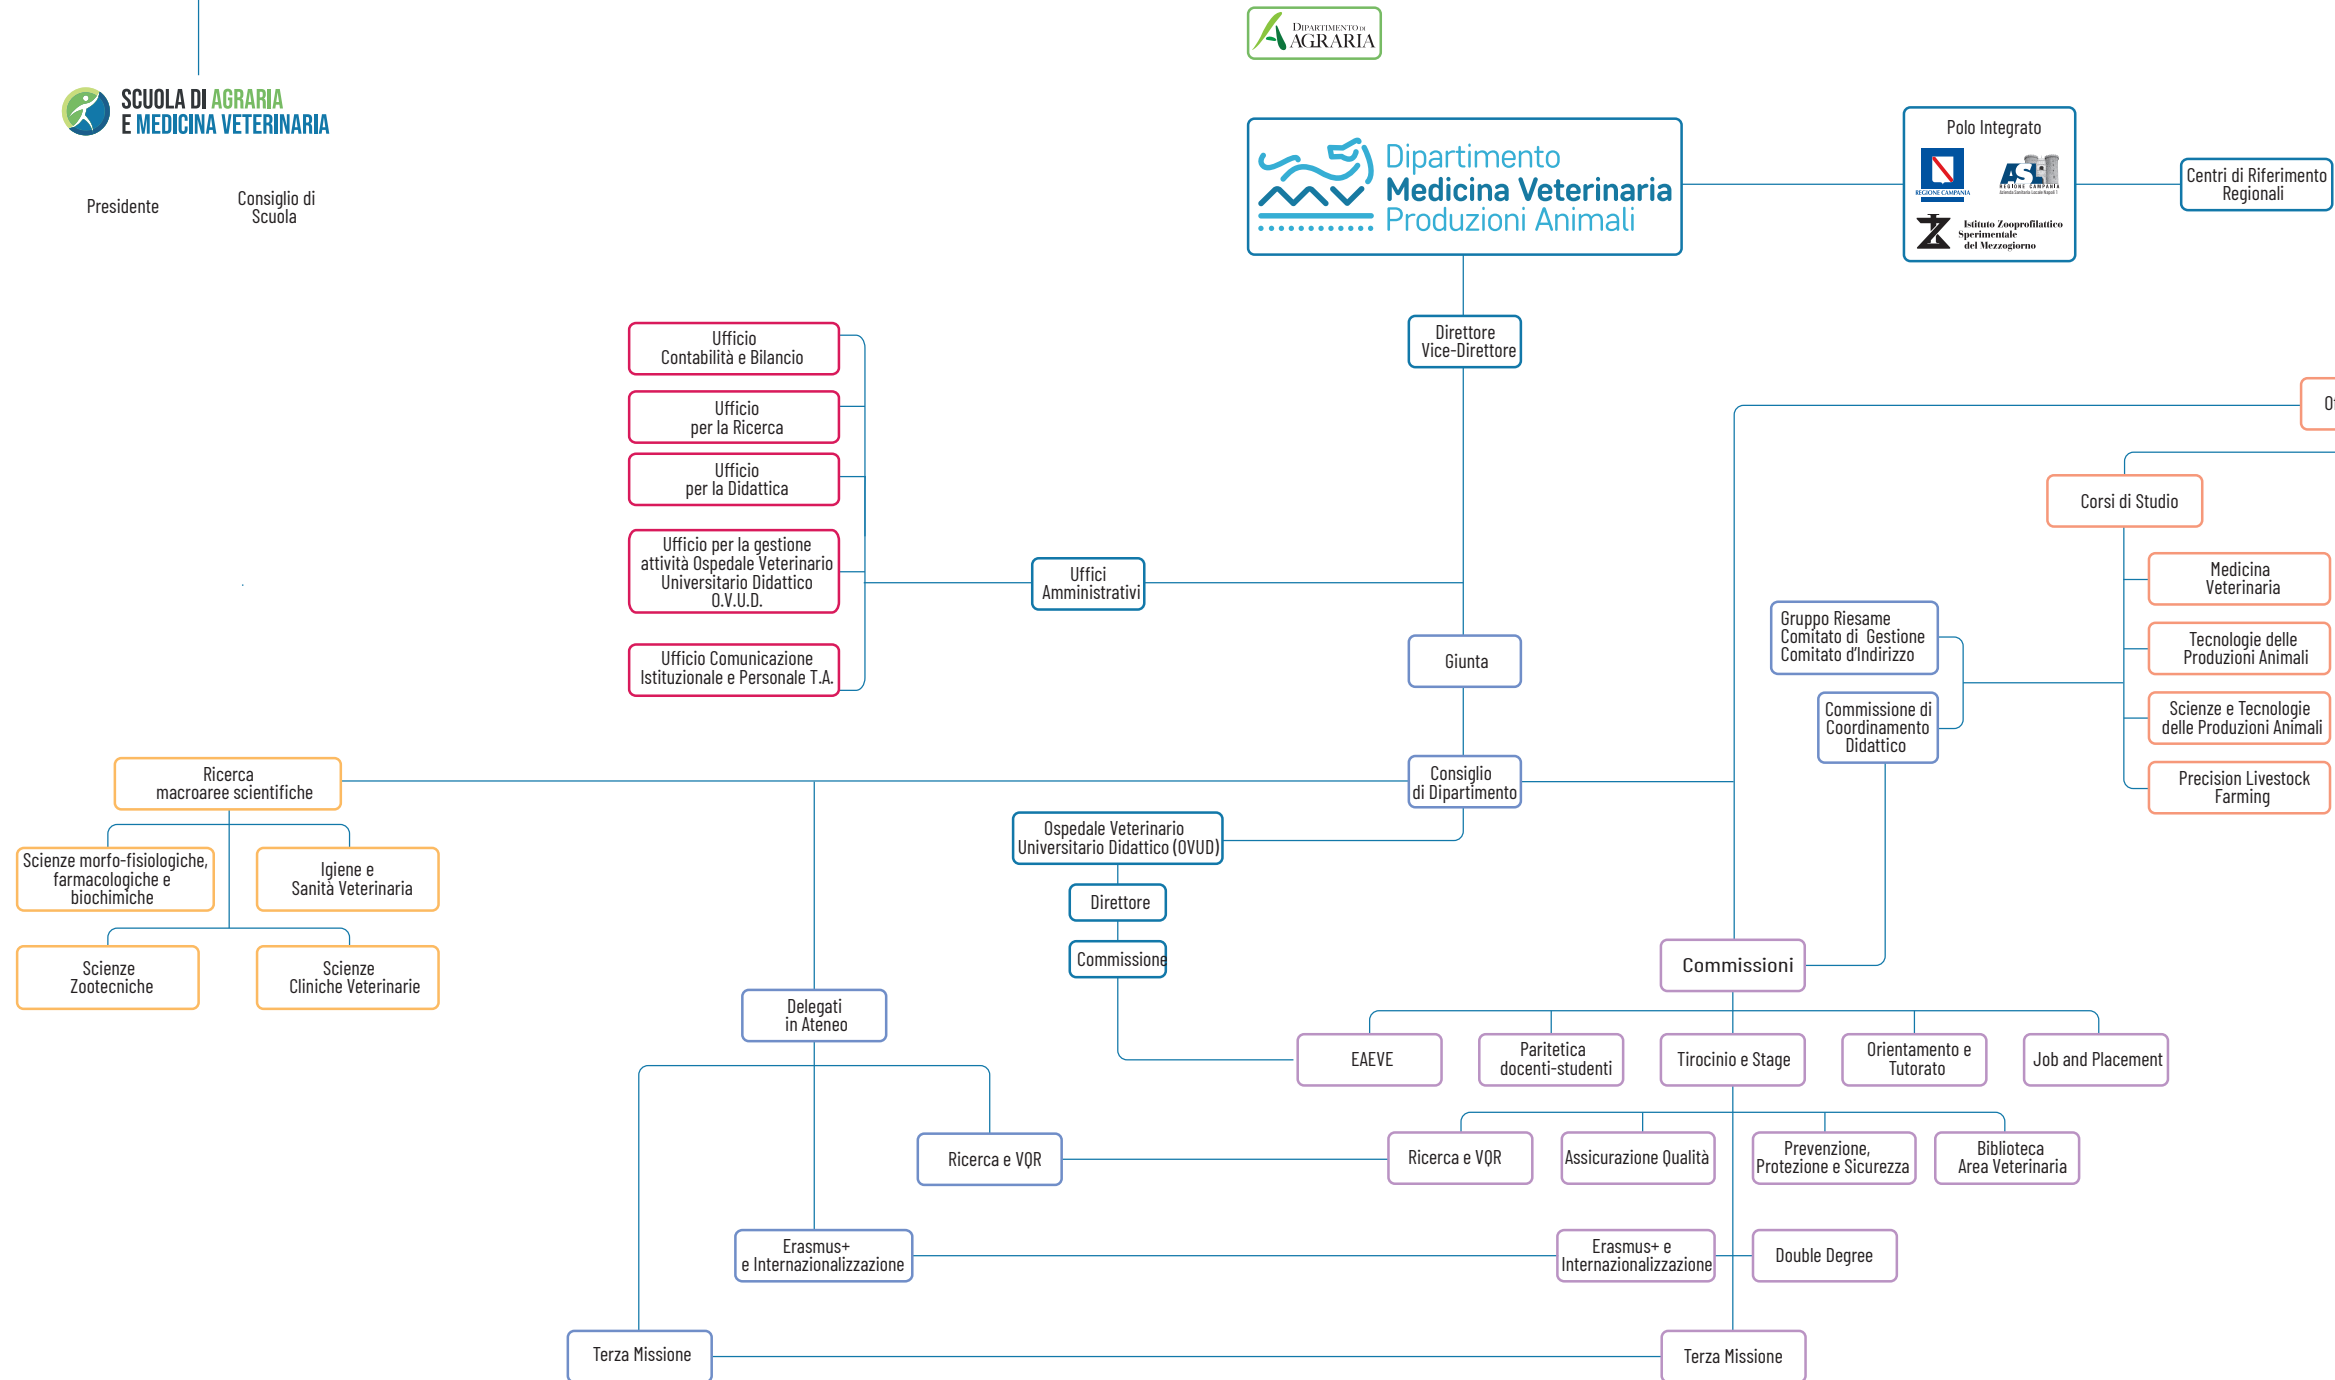 DIPARTIMENTO DI
AGRARIA
SCUOLA DI AGRARIA
E MEDICINA VETERINARIA
Presidente
Consiglio di
Scuola
Dipartimento
Medicina Veterinaria
Produzioni Animali
Polo Integrato
REGIONE CAMPANIA
ASL
REGIONE CAMPANIA
Azienda Sanitaria Locale Napoli 1
Istituto Zooprofilattico
Sperimentale
del Mezzogiorno
Centri di Riferimento
Regionali
Direttore
Vice-Direttore
Ufficio
Contabilità e Bilancio
Ufficio
per la Ricerca
Ufficio
per la Didattica
Ufficio per la gestione
attività Ospedale Veterinario
Universitario Didattico
O.V.U.D.
Ufficio Comunicazione
Istituzionale e Personale T.A.
Uffici
Amministrativi
Giunta
Corsi di Studio
Medicina
Veterinaria
Tecnologie delle
Produzioni Animali
Scienze e Tecnologie
delle Produzioni Animali
Precision Livestock
Farming
Gruppo Riesame
Comitato di Gestione
Comitato d'Indirizzo
Commissione di
Coordinamento
Didattico
Consiglio
di Dipartimento
Ricerca
macroaree scientifiche
Scienze morfo-fisiologiche,
farmacologiche e
biochimiche
Igiene e
Sanità Veterinaria
Scienze
Zootecniche
Scienze
Cliniche Veterinarie
Ospedale Veterinario
Universitario Didattico (OVUD)
Direttore
Commissione
Commissioni
Delegati
in Ateneo
EAEVE
Paritetica
docenti-studenti
Tirocinio e Stage
Orientamento e
Tutorato
Job and Placement
Ricerca e VQR
Ricerca e VQR
Assicurazione Qualità
Prevenzione,
Protezione e Sicurezza
Biblioteca
Area Veterinaria
Erasmus+
e Internazionalizzazione
Erasmus+ e
Internazionalizzazione
Double Degree
Terza Missione
Terza Missione